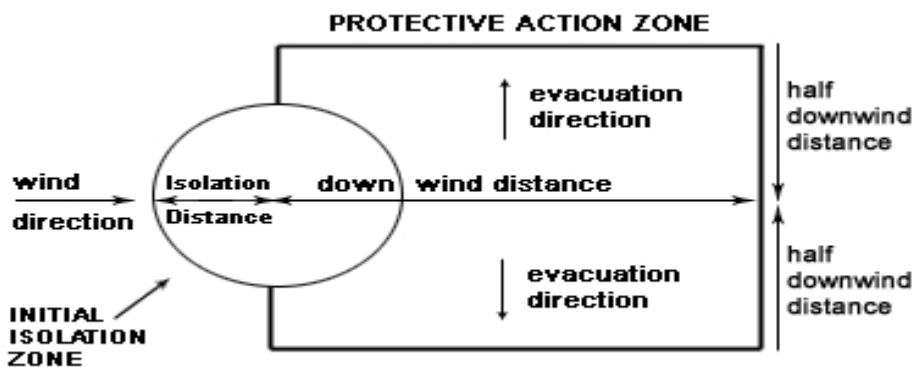 PROTECTIVE ACTION ZONE
evacuation
direction
half
downwind
distance
wind
direction
Isolation
Distance
down wind distance
evacuation
direction
half
downwind
distance
INITIAL
ISOLATION
ZONE